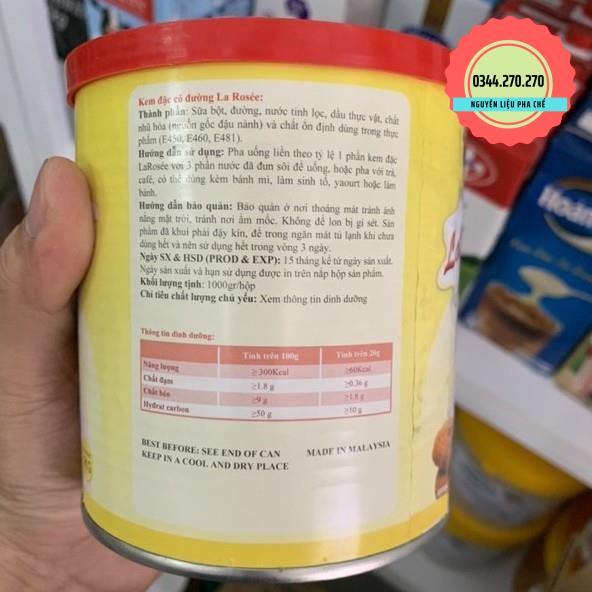 0344.270.270
NGUYÊN LIỆU PHA CHẾ
Kem đặc có đường La Rosée:
Thành phần: Sữa bột, đường, nước tinh lọc, dầu thực vật, chất
nhũ hóa (nguồn gốc đậu nành) và chất ổn định dùng trong thực
phẩm (E450, E460, E481).
Hướng dẫn sử dụng: Pha uống liền theo tỷ lệ 1 phần kem đặc
LaRosée với 3 phần nước đã đun sôi để uống, hoặc pha với trà,
café, có thể dùng kèm bánh mì, làm sinh tố, yaourt hoặc làm
bánh.
Hướng dẫn bảo quản: Bảo quản ở nơi thoáng mát tránh ánh
nắng mặt trời, tránh nơi ẩm mốc. Không để lon bị gỉ sét. Sản
phẩm đã khui phải đậy kín, để trong ngăn mát tủ lạnh khi chưa
dùng hết và nên sử dụng hết trong vòng 3 ngày.
Ngày SX & HSD (PROD & EXP): 15 tháng kể từ ngày sản xuất.
Ngày sản xuất và hạn sử dụng được in trên nắp hộp sản phẩm.
Khối lượng tịnh: 1000gr/hộp
Chỉ tiêu chất lượng chủ yếu: Xem thông tin dinh dưỡng
Thông tin dinh dưỡng:
Tính trên 100g Tính trên 20g
Năng lượng ≥300Kcal ≥60Kcal
Chất đạm ≥1.8 g ≥0.36 g
Chất béo ≥9 g ≥1.8 g
Hydrat carbon ≥50 g ≥10 g
BEST BEFORE: SEE END OF CAN MADE IN MALAYSIA
KEEP IN A COOL AND DRY PLACE